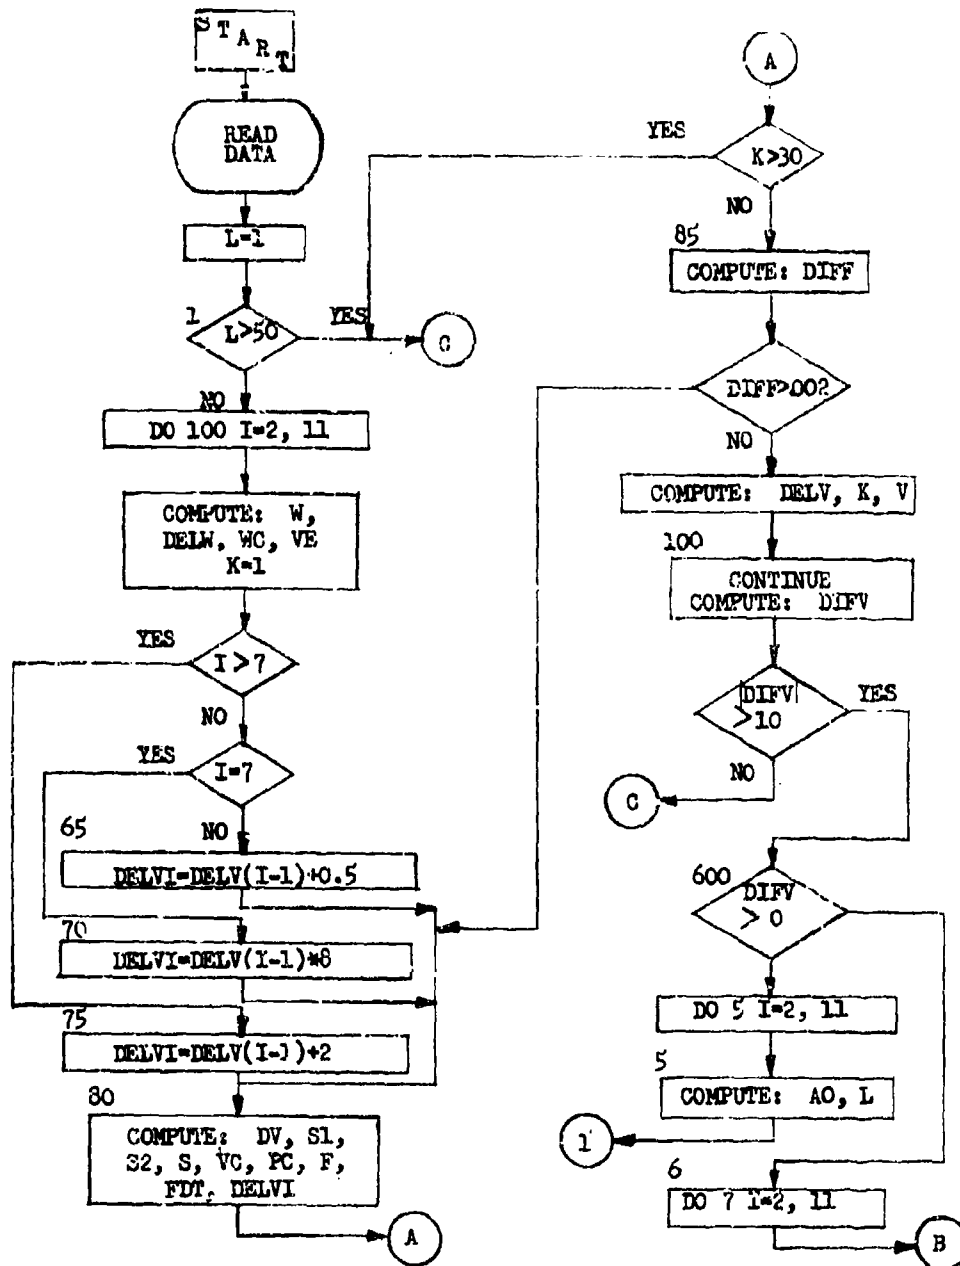 START
READ
DATA
L=1
1
L>50
YES
C
NO
DO 100 I=2, 11
COMPUTE: W,
DELW, WC, VE
K=1
YES
I>7
NO
YES
I=7
NO
65
DELVI=DELV(I-1)+0.5
70
DELVI=DELV(I-1)*8
75
DELVI=DELV(I-1)+2
80
COMPUTE: DV, S1,
S2, S, VC, PC, F,
FDT, DELVI
A
A
YES
K>30
NO
85
COMPUTE: DIFF
DIFF>.002
NO
COMPUTE: DELV, K, V
100
CONTINUE
COMPUTE: DIFV
|DIFV|
>10
YES
NO
C
600
DIFV
> 0
DO 5 I=2, 11
5
COMPUTE: AO, L
1
6
DO 7 I=2, 11
B